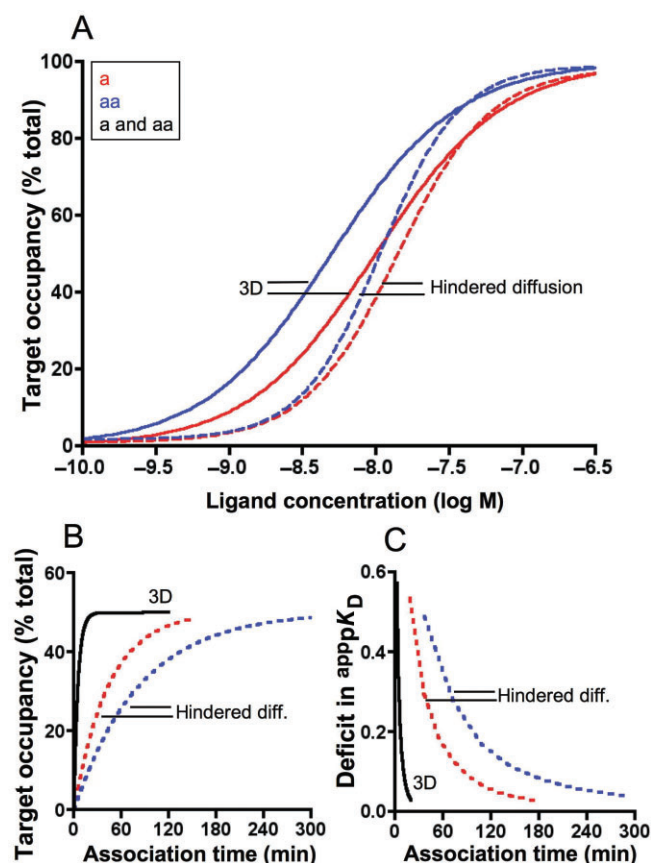 A
a
aa
a and aa
Target occupancy (% total)
100
80
60
40
20
0
3D
Hindered diffusion
–10.0
–9.5
–9.0
–8.5
–8.0
–7.5
–7.0
–6.5
Ligand concentration (log M)
B
Target occupancy (% total)
60
40
20
0
3D
Hindered diff.
0
60
120
180
240
300
Association time (min)
C
Deficit in apppKD
0.6
0.4
0.2
0.0
Hindered diff.
3D
0
60
120
180
240
300
Association time (min)